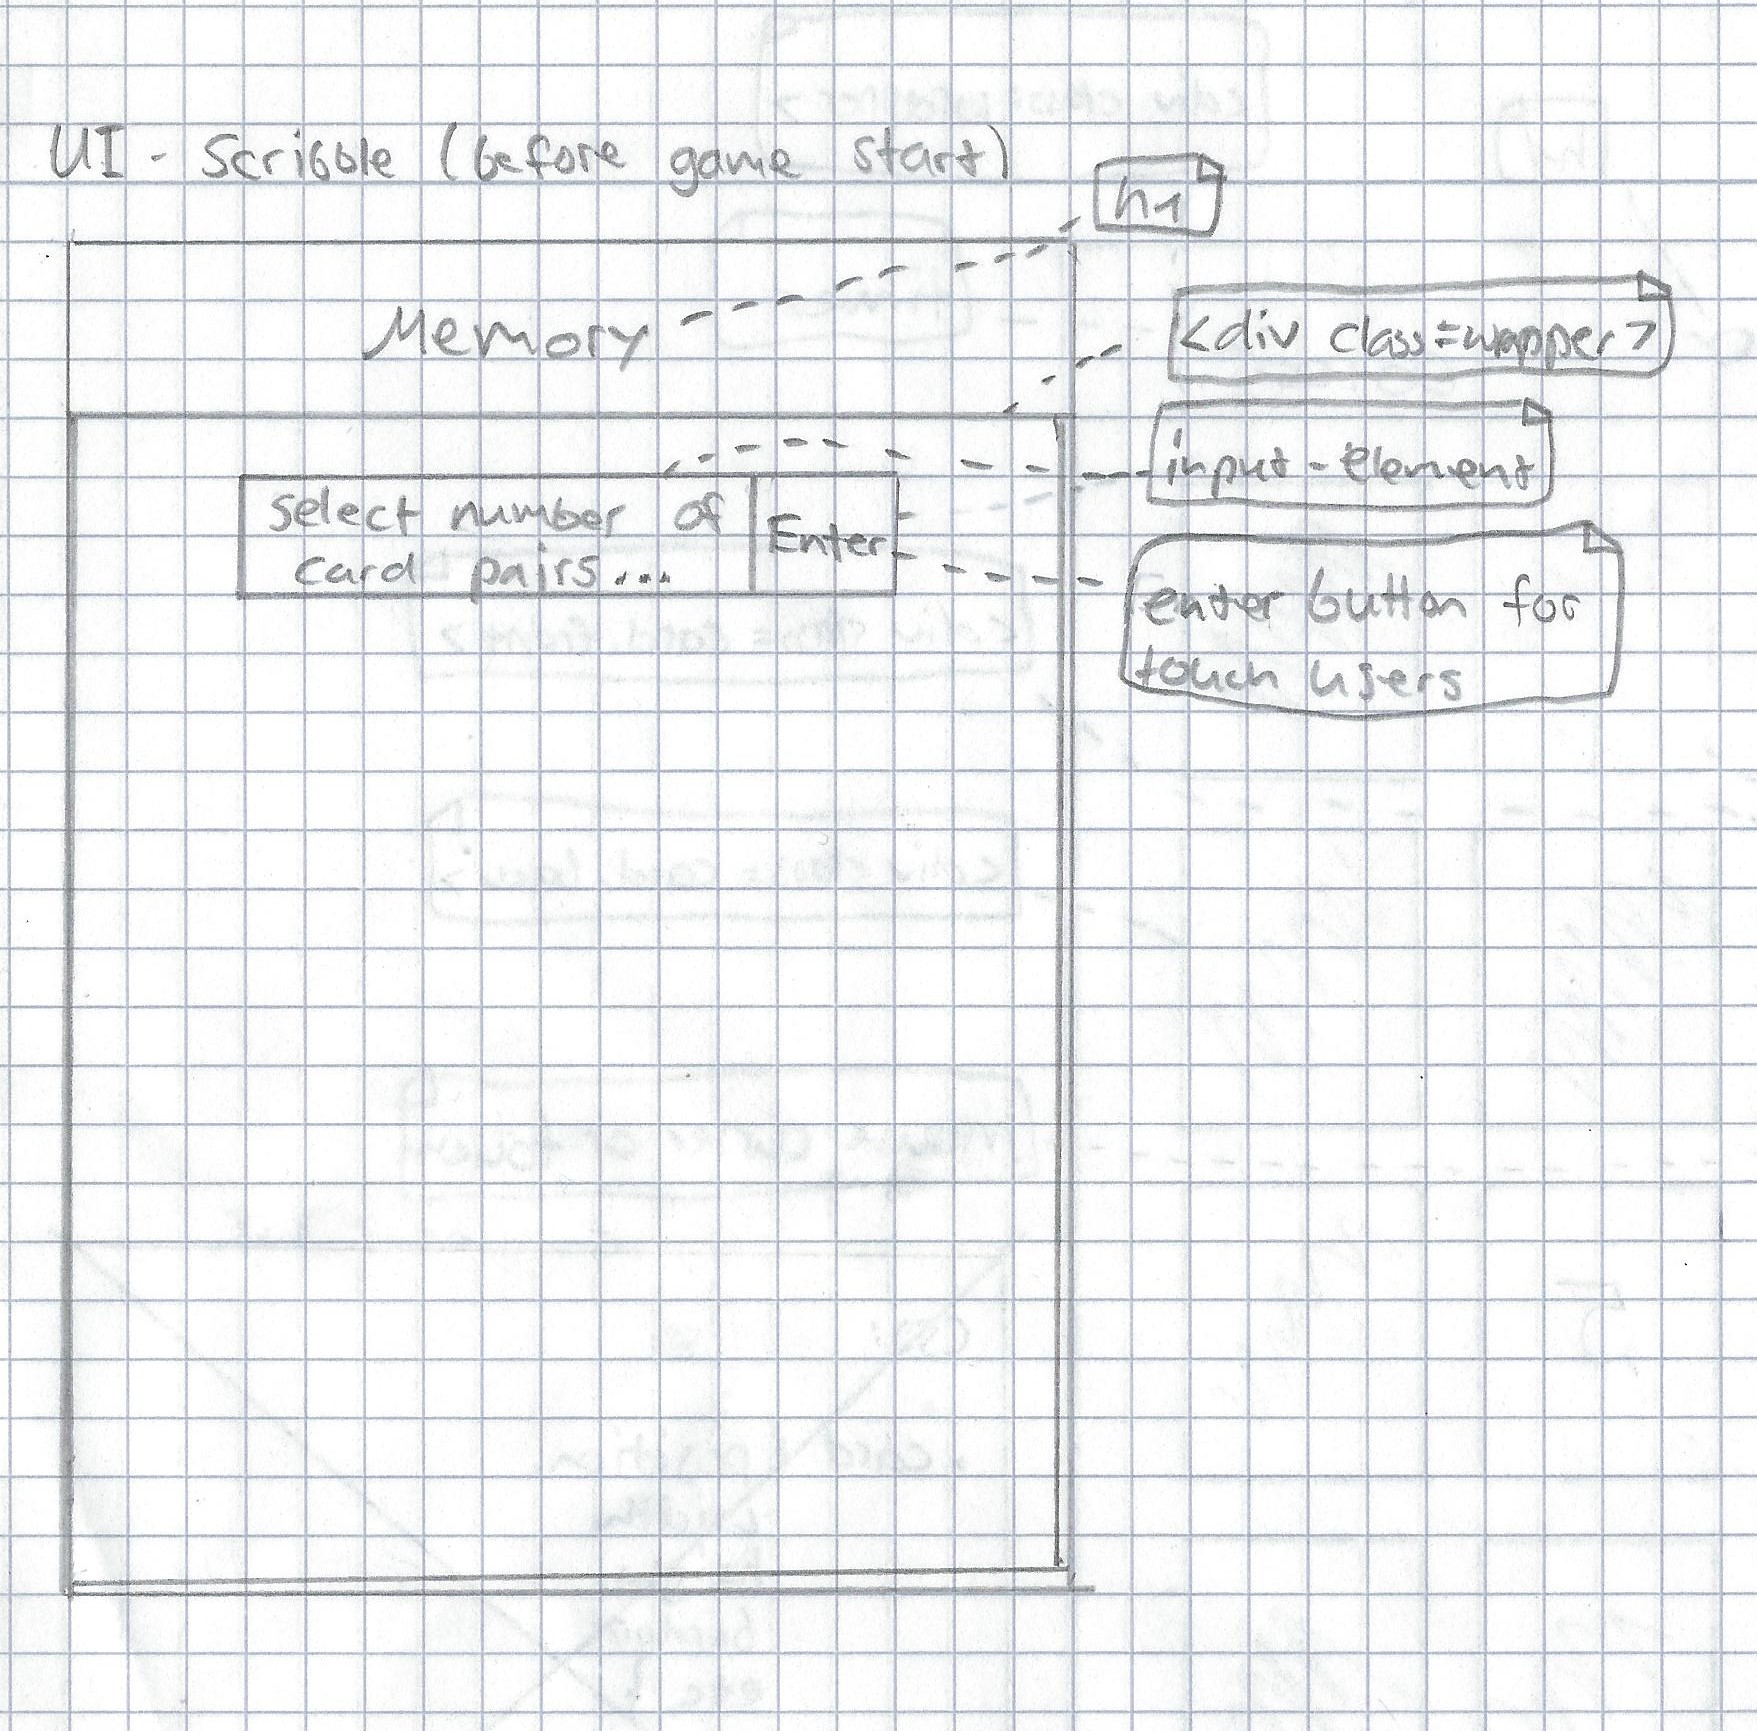 UI - Scribble (before game start)
h1
Memory
<div class=wrapper>
input-element
select number of
card pairs...
Enter
enter button for
touch users